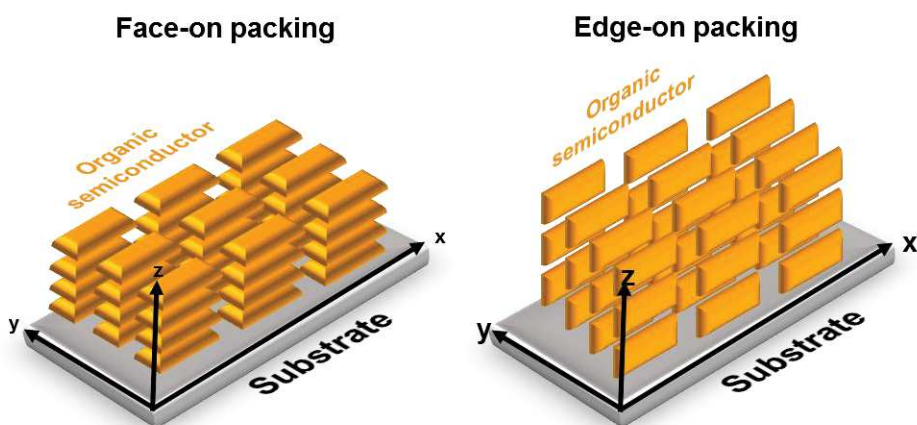 Face-on packing
Edge-on packing
Organic
semiconductor
Organic
semiconductor
z
x
y
Substrate
z
x
y
Substrate